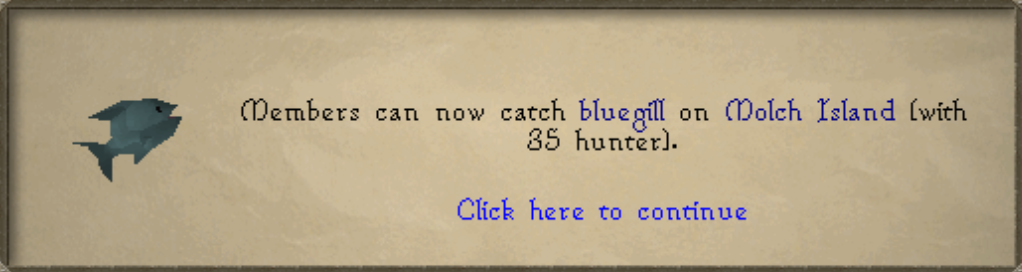 Members can now catch bluegill on Molch Island (with
35 hunter).
Click here to continue